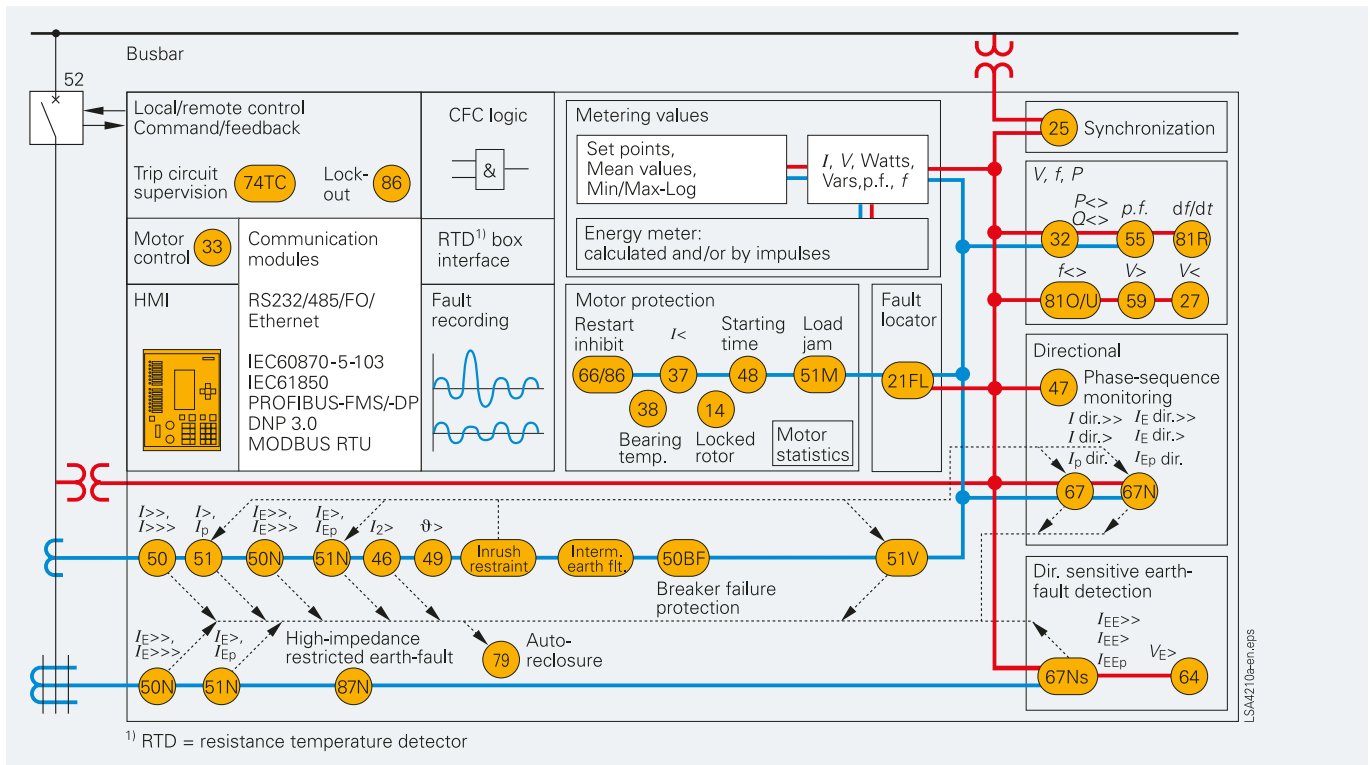 Busbar
52
Local/remote control
Command/feedback
Trip circuit
supervision
74TC
Lock-
out
86
CFC logic
&
Metering values
Set points,
Mean values,
Min/Max-Log
I, V, Watts,
Vars,p.f., f
Energy meter:
calculated and/or by impulses
25
Synchronization
V, f, P
P<>
Q<>
p.f.
df/dt
32
55
81R
f<>
V>
V<
81O/U
59
27
Motor
control
33
Communication
modules
RS232/485/FO/
Ethernet
IEC60870-5-103
IEC61850
PROFIBUS-FMS/-DP
DNP 3.0
MODBUS RTU
RTD1) box
interface
HMI
Fault
recording
Motor protection
Restart
inhibit
I<
Starting
time
Load
jam
66/86
37
48
51M
38
14
Bearing
temp.
Locked
rotor
Motor
statistics
Fault
locator
21FL
Directional
47
Phase-sequence
monitoring
I dir.>>
I dir.>
Ip dir.
IE dir.>>
IE dir.>
IEp dir.
67
67N
I>>,
I>>>
I>,
Ip
IE>>,
IE>>>
IE>,
IEp
I2>
ϑ>
50
51
50N
51N
46
49
Inrush
restraint
Interm.
earth flt.
50BF
51V
Breaker failure
protection
IE>>,
IE>>>
IE>,
IEp
High-impedance
restricted earth-fault
79
Auto-
reclosure
50N
51N
87N
Dir. sensitive earth-
fault detection
IEE>>
IEE>
IEEp
VE>
67Ns
64
LSA4210a-en.eps
1) RTD = resistance temperature detector